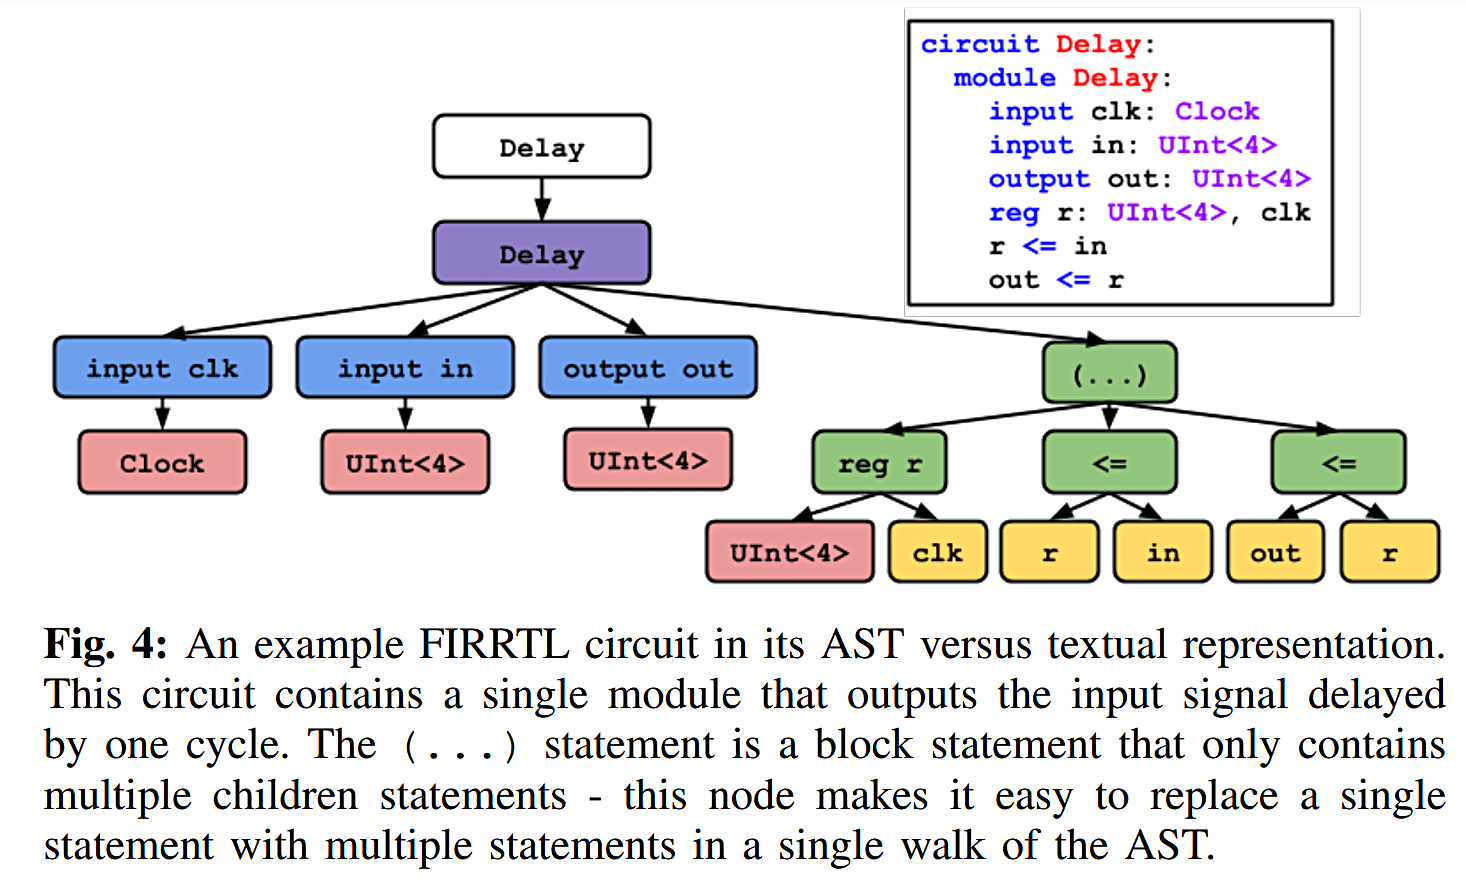 circuit Delay:
module Delay:
input clk: Clock
input in: UInt<4>
output out: UInt<4>
reg r: UInt<4>, clk
r <= in
out <= r
Delay
Delay
input clk
input in
output out
(...)
Clock
UInt<4>
UInt<4>
reg r
<=
<=
UInt<4>
clk
r
in
out
r
Fig. 4: An example FIRRTL circuit in its AST versus textual representation.
This circuit contains a single module that outputs the input signal delayed
by one cycle. The (...) statement is a block statement that only contains
multiple children statements - this node makes it easy to replace a single
statement with multiple statements in a single walk of the AST.